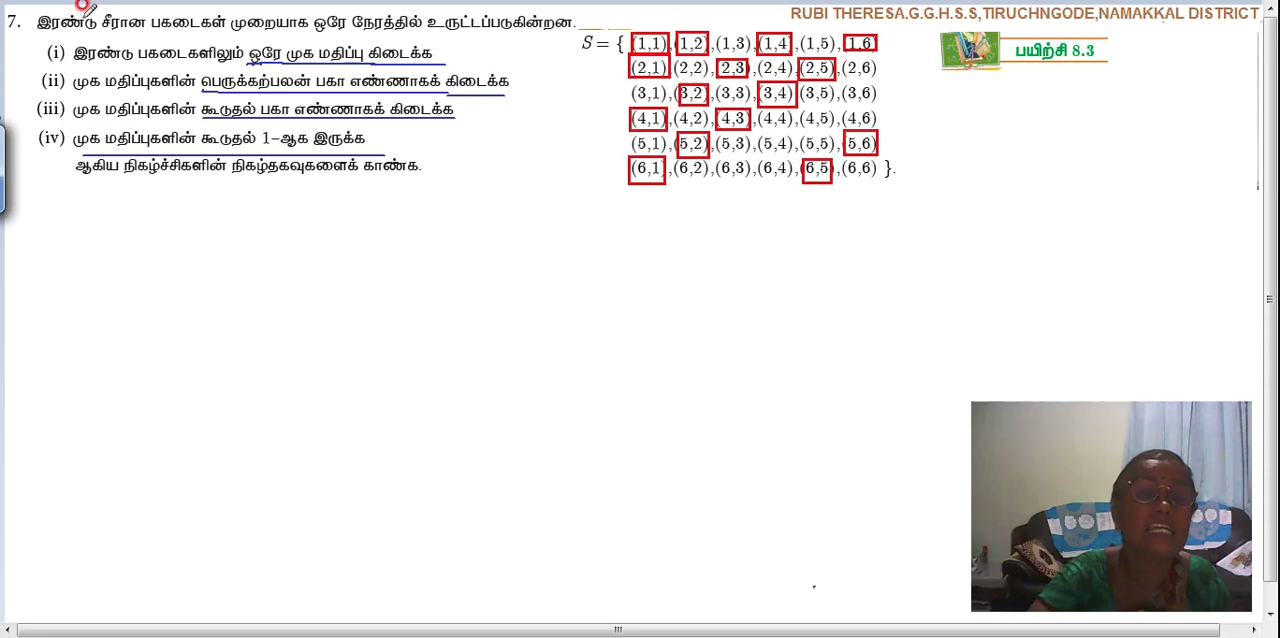 RUBI THERESA,G.G.H.S.S,TIRUCHNGODE,NAMAKKAL DISTRICT
7. இரண்டு சீரான பகடைகள் முறையாக ஒரே நேரத்தில் உருட்டப்படுகின்றன.
(i) இரண்டு பகடைகளிலும் ஒரே முக மதிப்பு கிடைக்க
(ii) முக மதிப்புகளின் பெருக்கற்பலன் பகா எண்ணாகக் கிடைக்க
(iii) முக மதிப்புகளின் கூடுதல் பகா எண்ணாகக் கிடைக்க
(iv) முக மதிப்புகளின் கூடுதல் 1–ஆக இருக்க
ஆகிய நிகழ்ச்சிகளின் நிகழ்தகவுகளைக் காண்க.
S = { (1,1),(1,2),(1,3),(1,4),(1,5),(1,6)
(2,1),(2,2),(2,3),(2,4),(2,5),(2,6)
(3,1),(3,2),(3,3),(3,4),(3,5),(3,6)
(4,1),(4,2),(4,3),(4,4),(4,5),(4,6)
(5,1),(5,2),(5,3),(5,4),(5,5),(5,6)
(6,1),(6,2),(6,3),(6,4),(6,5),(6,6) }.
பயிற்சி 8.3